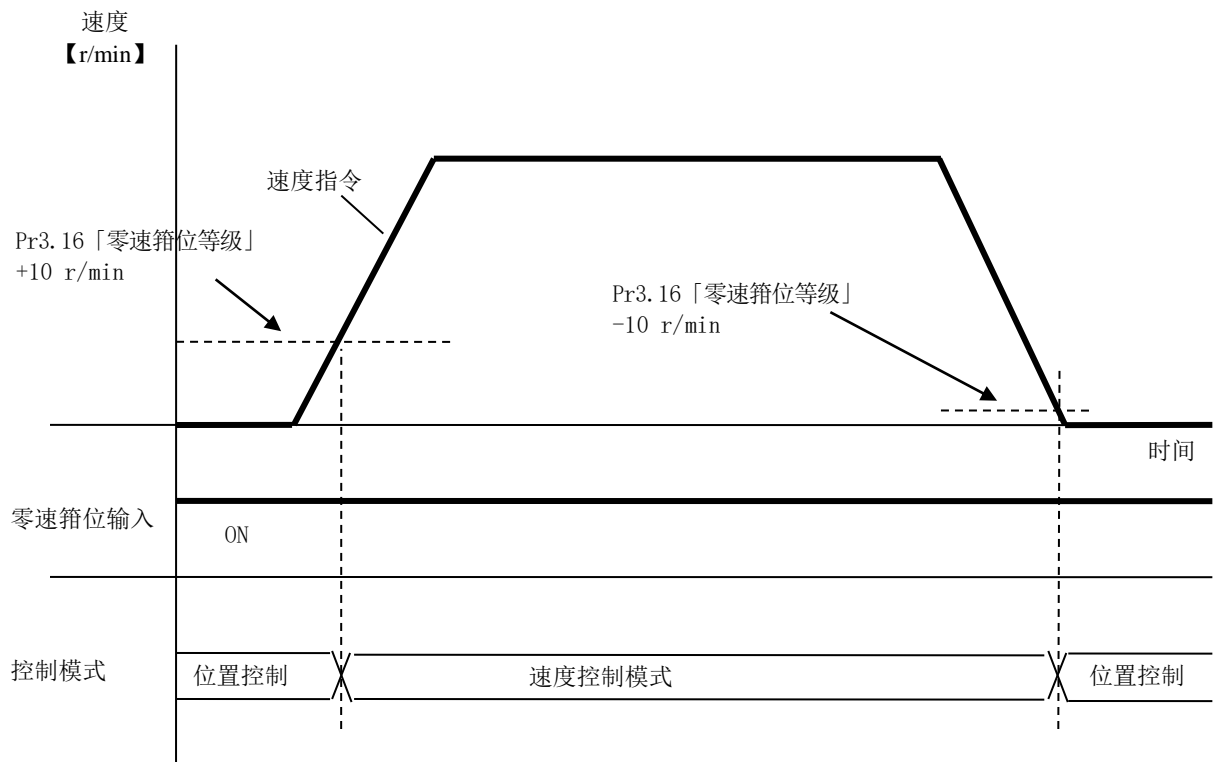 速度
【r/min】
速度指令
Pr3.16「零速箝位等级」
+10 r/min
Pr3.16「零速箝位等级」
-10 r/min
时间
零速箝位输入
ON
控制模式
位置控制
速度控制模式
位置控制